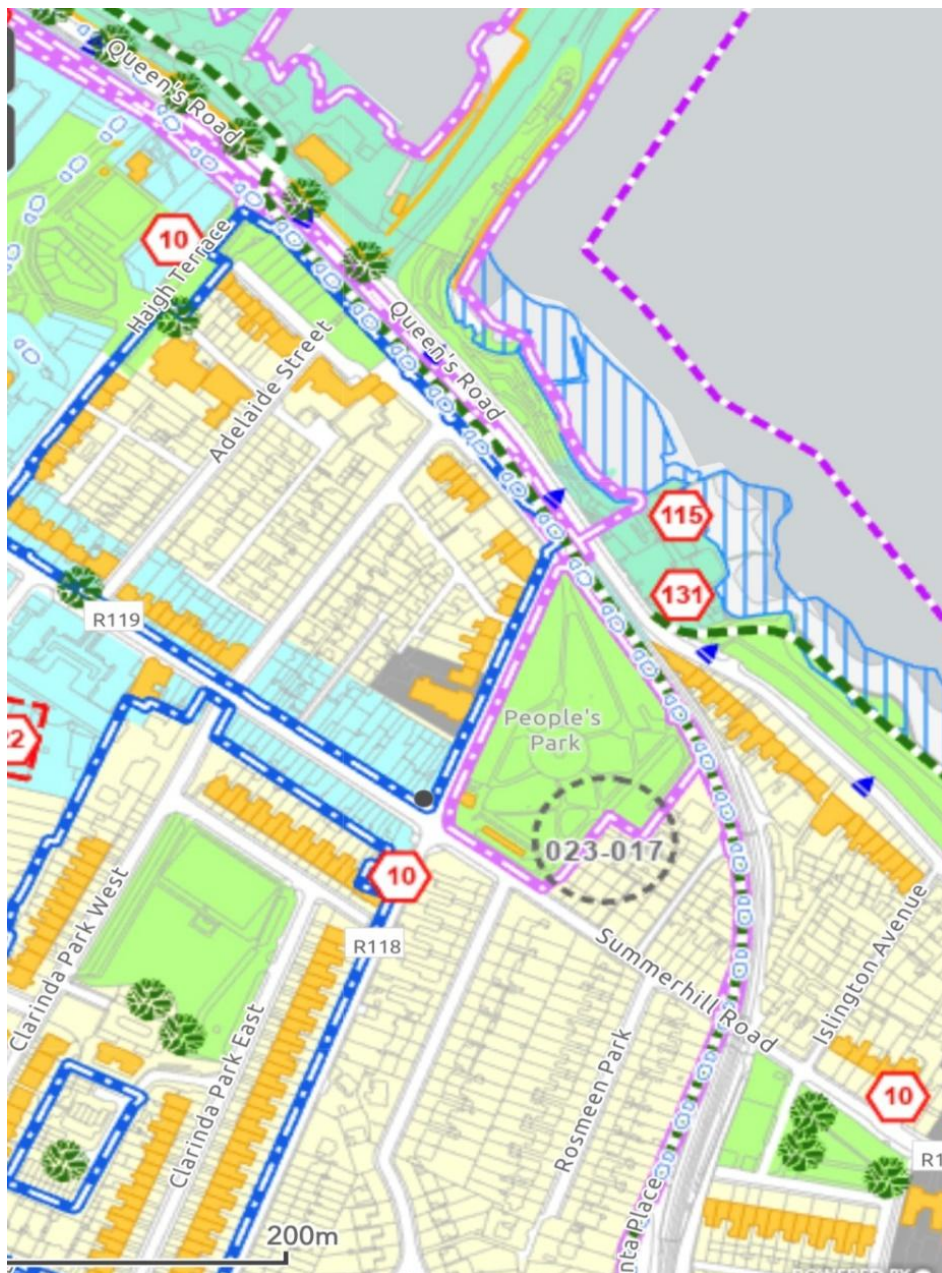 Queen's Road
10
Haigh Terrace
Adelaide Street
Queen's Road
115
131
R119
People's
Park
023-017
10
R118
Clarinda Park West
Summerhill Road
Islington Avenue
Clarinda Park East
Rosmeen Park
10
200m